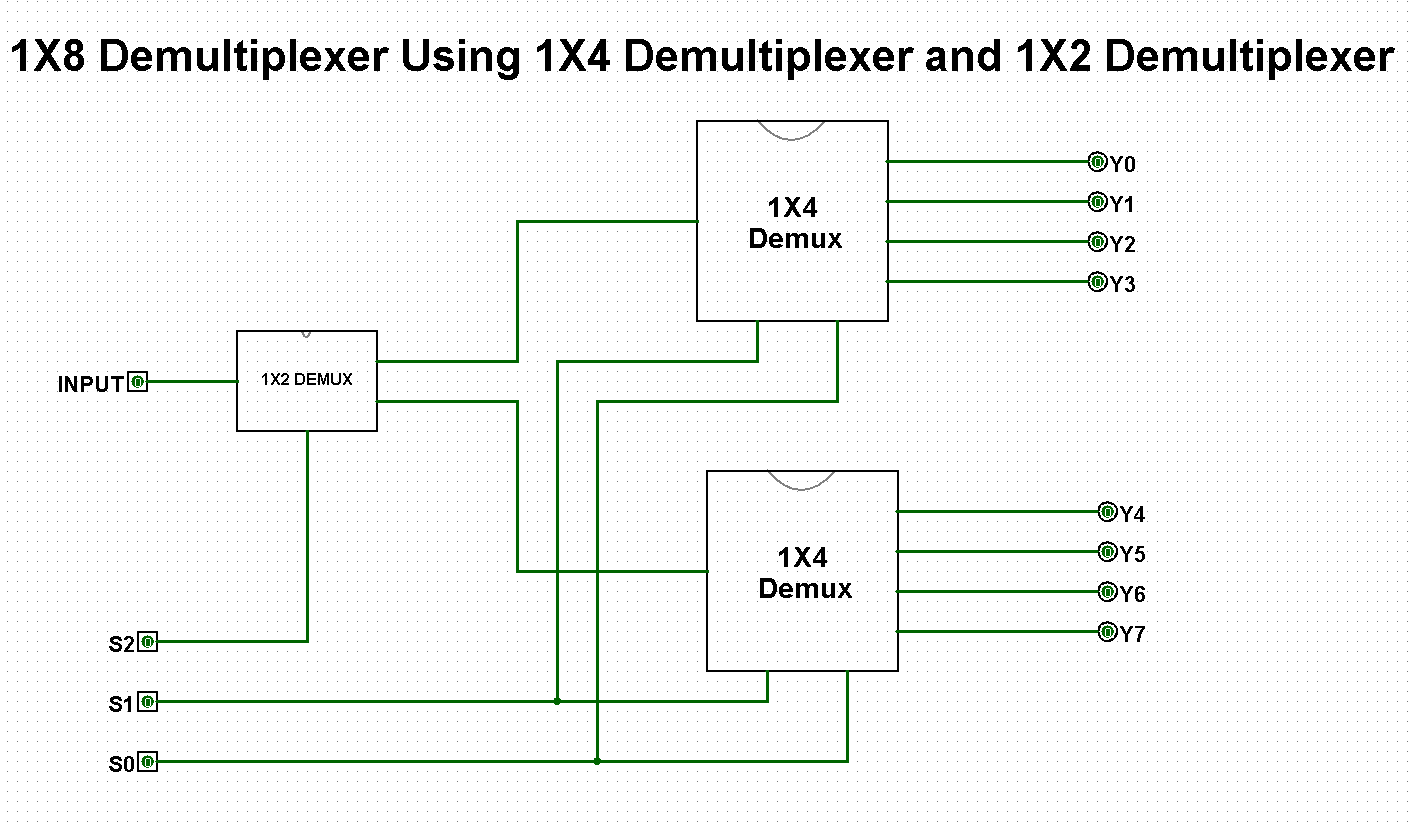 1X8 Demultiplexer Using 1X4 Demultiplexer and 1X2 Demultiplexer
1X4
Demux
Y0
Y1
Y2
Y3
INPUT
1X2 DEMUX
1X4
Demux
Y4
Y5
Y6
Y7
S2
S1
S0